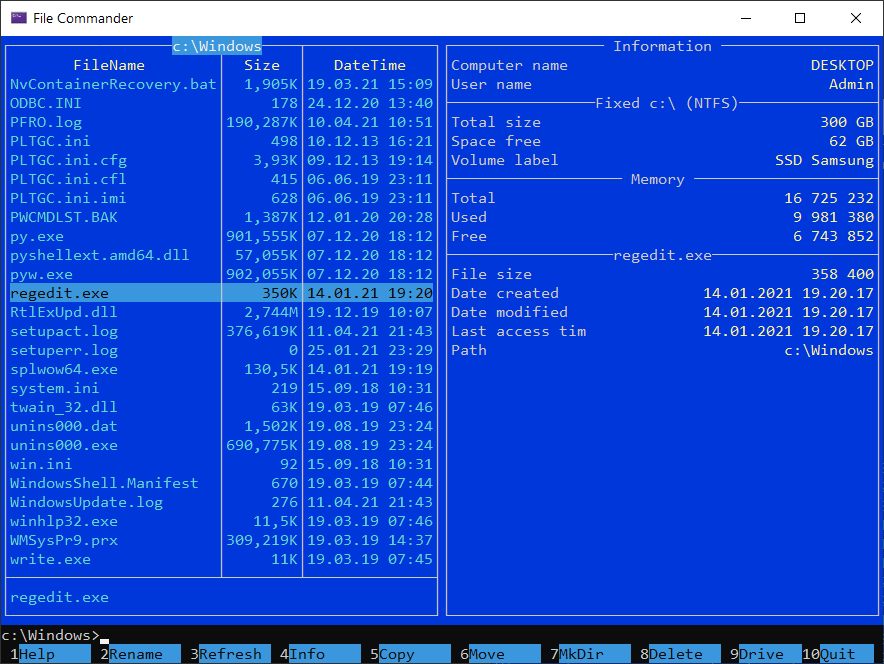 File Commander
c:\Windows
FileName Size DateTime
NvContainerRecovery.bat 1,905K 19.03.21 15:09
ODBC.INI 178 24.12.20 13:40
PFRO.log 190,287K 10.04.21 10:51
PLTGC.ini 498 10.12.13 16:21
PLTGC.ini.cfg 3,93K 09.12.13 19:14
PLTGC.ini.cfl 415 06.06.19 23:11
PLTGC.ini.imi 628 06.06.19 23:11
PWCMDLST.BAK 1,387K 12.01.20 20:28
py.exe 901,555K 07.12.20 18:12
pyshellext.amd64.dll 57,055K 07.12.20 18:12
pyw.exe 902,055K 07.12.20 18:12
regedit.exe 350K 14.01.21 19:20
RtlExUpd.dll 2,744M 19.12.19 10:07
setupact.log 376,619K 11.04.21 21:43
setuperr.log 0 25.01.21 23:29
splwow64.exe 130,5K 14.01.21 19:19
system.ini 219 15.09.18 10:31
twain_32.dll 63K 19.03.19 07:46
unins000.dat 1,502K 19.08.19 23:24
unins000.exe 690,775K 19.08.19 23:24
win.ini 92 15.09.18 10:31
WindowsShell.Manifest 670 19.03.19 07:44
WindowsUpdate.log 276 11.04.21 21:43
winhlp32.exe 11,5K 19.03.19 07:46
WMSysPr9.prx 309,219K 19.03.19 14:37
write.exe 11K 19.03.19 07:45
regedit.exe
Information
Computer name DESKTOP
User name Admin
Fixed c:\ (NTFS)
Total size 300 GB
Space free 62 GB
Volume label SSD Samsung
Memory
Total 16 725 232
Used 9 981 380
Free 6 743 852
regedit.exe
File size 358 400
Date created 14.01.2021 19.20.17
Date modified 14.01.2021 19.20.17
Last access tim 14.01.2021 19.20.17
Path c:\Windows
c:\Windows>
1Help 2Rename 3Refresh 4Info 5Copy 6Move 7MkDir 8Delete 9Drive 10Quit